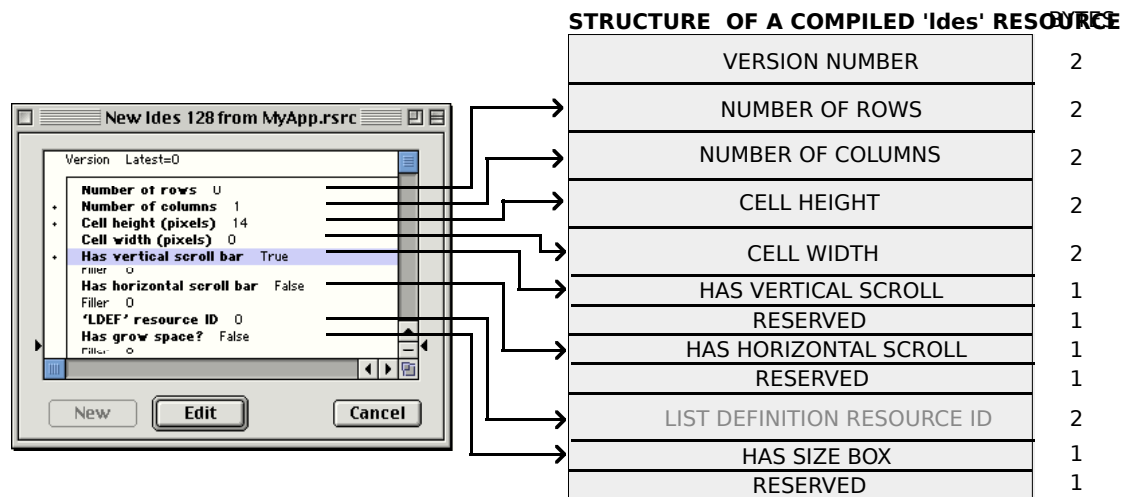 STRUCTURE OF A COMPILED 'ldes' RESOURCE
BYTES
VERSION NUMBER 2
NUMBER OF ROWS 2
NUMBER OF COLUMNS 2
CELL HEIGHT 2
CELL WIDTH 2
HAS VERTICAL SCROLL 1
RESERVED 1
HAS HORIZONTAL SCROLL 1
RESERVED 1
LIST DEFINITION RESOURCE ID 2
HAS SIZE BOX 1
RESERVED 1
New ldes 128 from MyApp.rsrc
Version Latest=0
Number of rows 0
Number of columns 1
Cell height (pixels) 14
Cell width (pixels) 0
Has vertical scroll bar True
Filler 0
Has horizontal scroll bar False
Filler 0
'LDEF' resource ID 0
Has grow space? False
Filler 0
New
Edit
Cancel